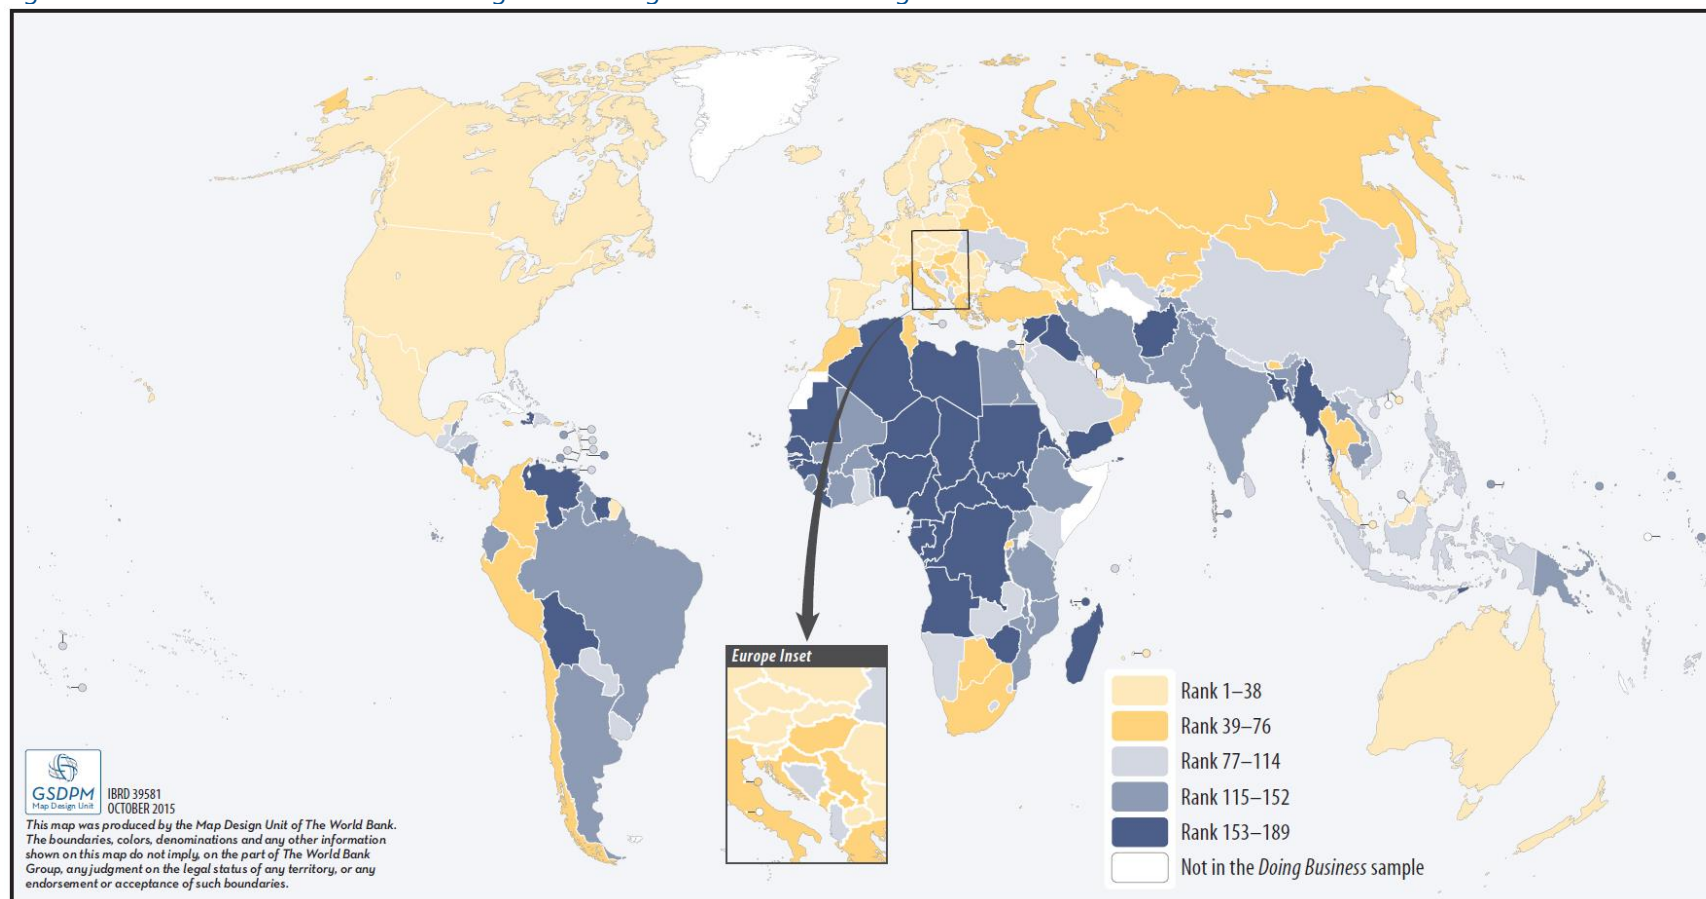 Europe Inset
Rank 1–38
Rank 39–76
Rank 77–114
Rank 115–152
Rank 153–189
Not in the Doing Business sample
GSDPM
Map Design Unit
IBRD 39581
OCTOBER 2015
This map was produced by the Map Design Unit of The World Bank.
The boundaries, colors, denominations and any other information
shown on this map do not imply, on the part of The World Bank
Group, any judgment on the legal status of any territory, or any
endorsement or acceptance of such boundaries.